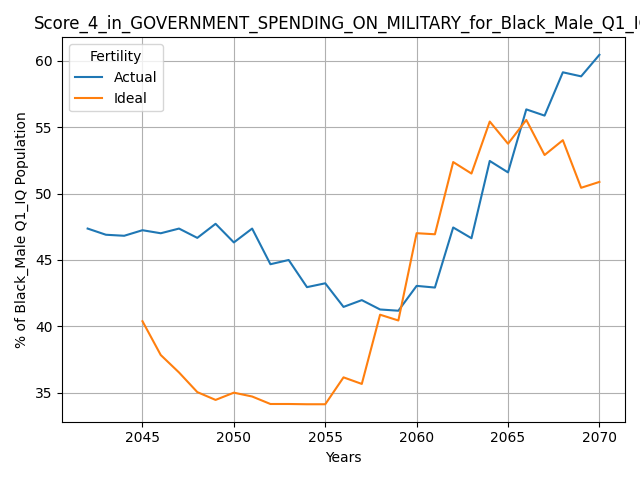 Score_4_in_GOVERNMENT_SPENDING_ON_MILITARY_for_Black_Male_Q1_IQ
Fertility
Actual
Ideal
60
55
50
45
40
35
% of Black_Male Q1_IQ Population
2045 2050 2055 2060 2065 2070
Years